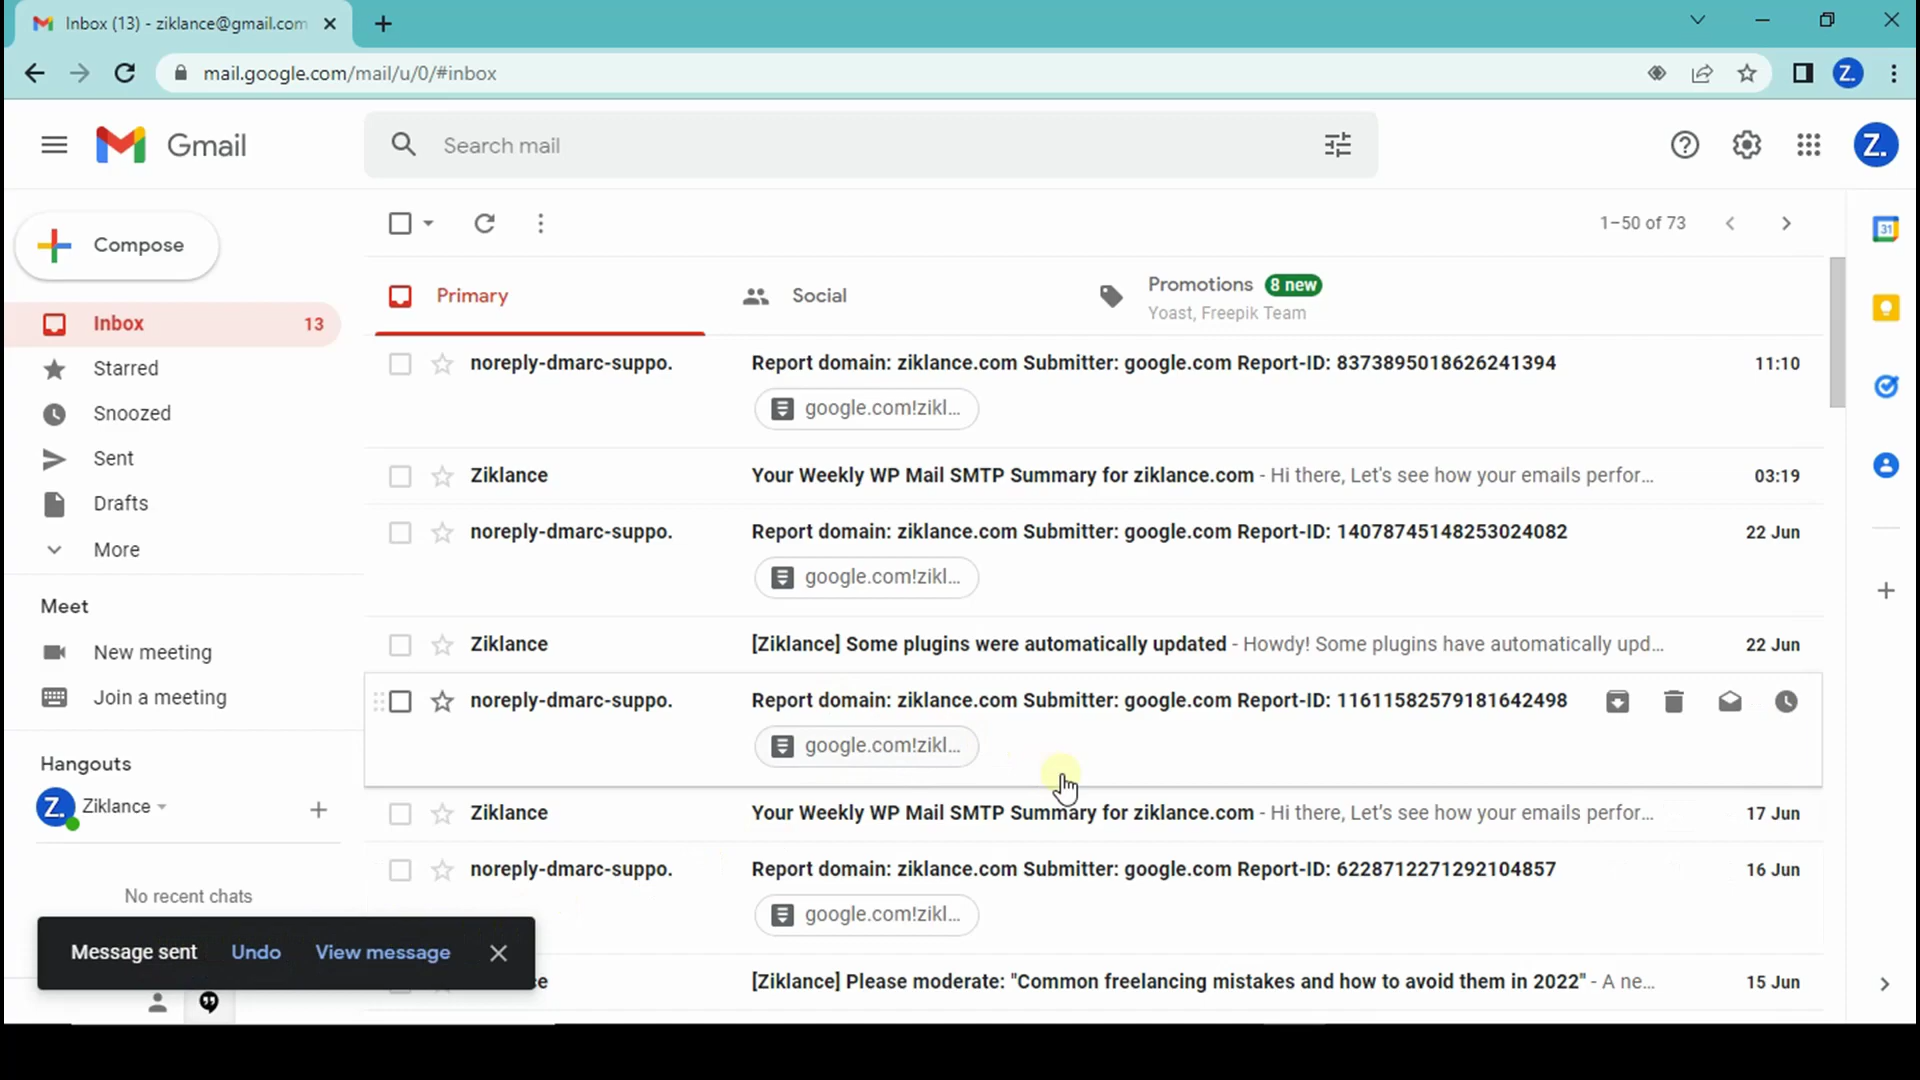 Inbox (13) - ziklance@gmail.com
mail.google.com/mail/u/0/#inbox
Z.
Gmail
Search mail
Z.
Compose
1–50 of 73
Primary
Social
Promotions 8 new
Yoast, Freepik Team
31
Inbox 13
Starred
Snoozed
Sent
Drafts
More
noreply-dmarc-suppo. Report domain: ziklance.com Submitter: google.com Report-ID: 8373895018626241394 11:10
google.com!zikl...
Ziklance Your Weekly WP Mail SMTP Summary for ziklance.com - Hi there, Let's see how your emails perfor... 03:19
noreply-dmarc-suppo. Report domain: ziklance.com Submitter: google.com Report-ID: 14078745148253024082 22 Jun
google.com!zikl...
Ziklance [Ziklance] Some plugins were automatically updated - Howdy! Some plugins have automatically upd... 22 Jun
noreply-dmarc-suppo. Report domain: ziklance.com Submitter: google.com Report-ID: 11611582579181642498
google.com!zikl...
Ziklance Your Weekly WP Mail SMTP Summary for ziklance.com - Hi there, Let's see how your emails perfor... 17 Jun
noreply-dmarc-suppo. Report domain: ziklance.com Submitter: google.com Report-ID: 6228712271292104857 16 Jun
google.com!zikl...
ce [Ziklance] Please moderate: "Common freelancing mistakes and how to avoid them in 2022" - A ne... 15 Jun
Meet
New meeting
Join a meeting
Hangouts
Z. Ziklance
No recent chats
Message sent Undo View message